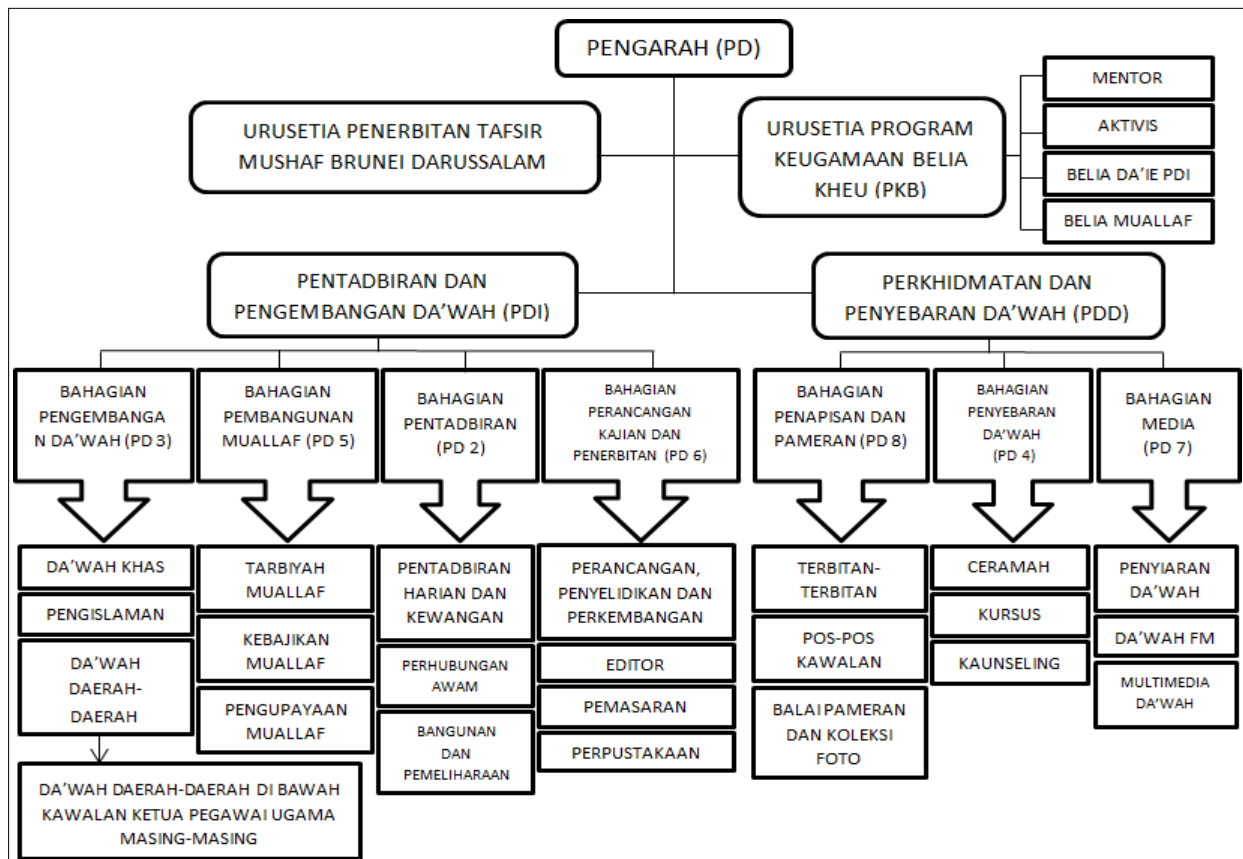 PENGARAH (PD)
URUSETIA PENERBITAN TAFSIR
MUSHAF BRUNEI DARUSSALAM
URUSETIA PROGRAM
KEUGAMAAN BELIA
KHEU (PKB)
MENTOR
AKTIVIS
BELIA DA'IE PDI
BELIA MUALLAF
PENTADBIRAN DAN
PENGEMBANGAN DA'WAH (PDI)
PERKHIDMATAN DAN
PENYEBARAN DA'WAH (PDD)
BAHAGIAN
PENGEMBANGA
N DA'WAH (PD 3)
BAHAGIAN
PEMBANGUNAN
MUALLAF (PD 5)
BAHAGIAN
PENTADBIRAN
(PD 2)
BAHAGIAN
PERANCANGAN
KAJIAN DAN
PENERBITAN (PD 6)
BAHAGIAN
PENAPISAN DAN
PAMERAN (PD 8)
BAHAGIAN
PENYEBARAN
DA'WAH
(PD 4)
BAHAGIAN
MEDIA
(PD 7)
DA'WAH KHAS
PENGISLAMAN
DA'WAH
DAERAH-
DAERAH
DA'WAH DAERAH-DAERAH DI BAWAH
KAWALAN KETUA PEGAWAI UGAMA
MASING-MASING
TARBIYAH
MUALLAF
KEBAJIKAN
MUALLAF
PENGUPAYAAN
MUALLAF
PENTADBIRAN
HARIAN DAN
KEWANGAN
PERHUBUNGAN
AWAM
BANGUNAN
DAN
PEMELIHARAAN
PERANCANGAN,
PENYELIDIKAN DAN
PERKEMBANGAN
EDITOR
PEMASARAN
PERPUSTAKAAN
TERBITAN-
TERBITAN
POS-POS
KAWALAN
BALAI PAMERAN
DAN KOLEKSI
FOTO
CERAMAH
KURSUS
KAUNSELING
PENYIARAN
DA'WAH
DA'WAH FM
MULTIMEDIA
DA'WAH